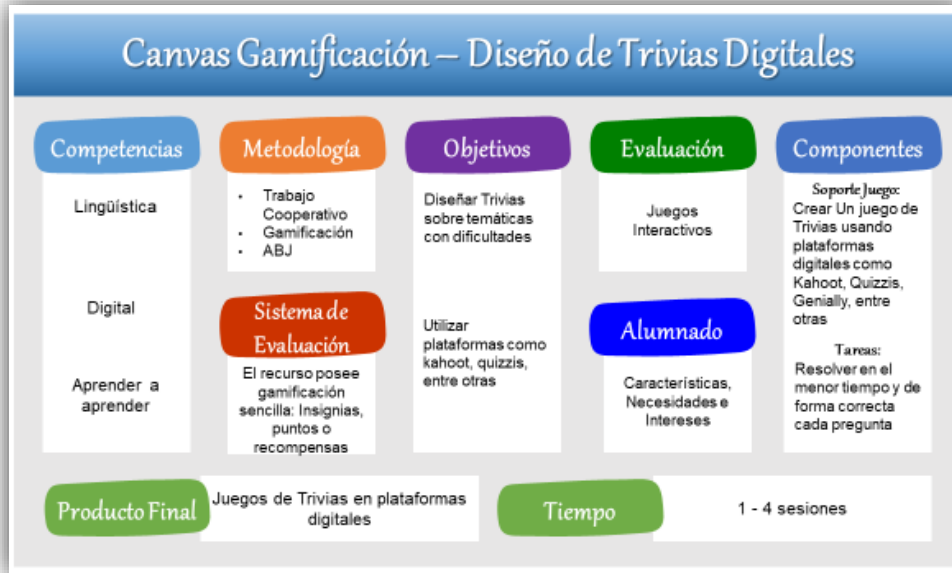 Canvas Gamificación – Diseño de Trivias Digitales
Competencias
Lingüística
Digital
Aprender a
aprender
Metodología
• Trabajo
Cooperativo
• Gamificación
• ABJ
Sistema de
Evaluación
El recurso posee
gamificación
sencilla: Insignias,
puntos o
recompensas
Objetivos
Diseñar Trivias
sobre temáticas
con dificultades
Utilizar
plataformas como
kahoot, quizzis,
entre otras
Evaluación
Juegos
Interactivos
Alumnado
Características,
Necesidades e
Intereses
Componentes
Soporte Juego:
Crear Un juego de
Trivias usando
plataformas
digitales como
Kahoot, Quizzis,
Genially, entre
otras
Tareas:
Resolver en el
menor tiempo y de
forma correcta
cada pregunta
Producto Final
Juegos de Trivias en plataformas
digitales
Tiempo
1 - 4 sesiones